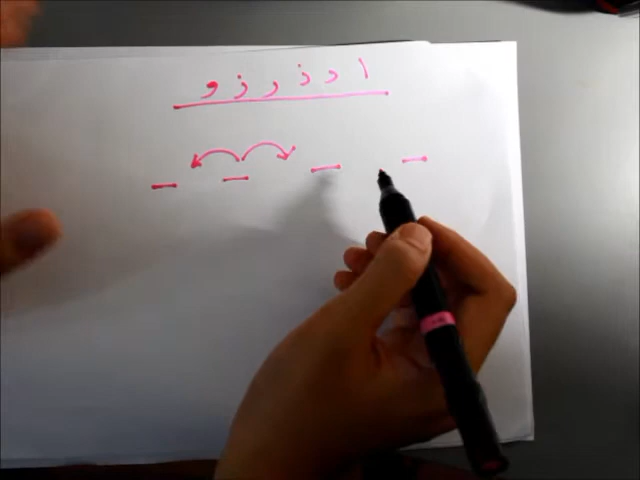 ا د ذ ر ز و